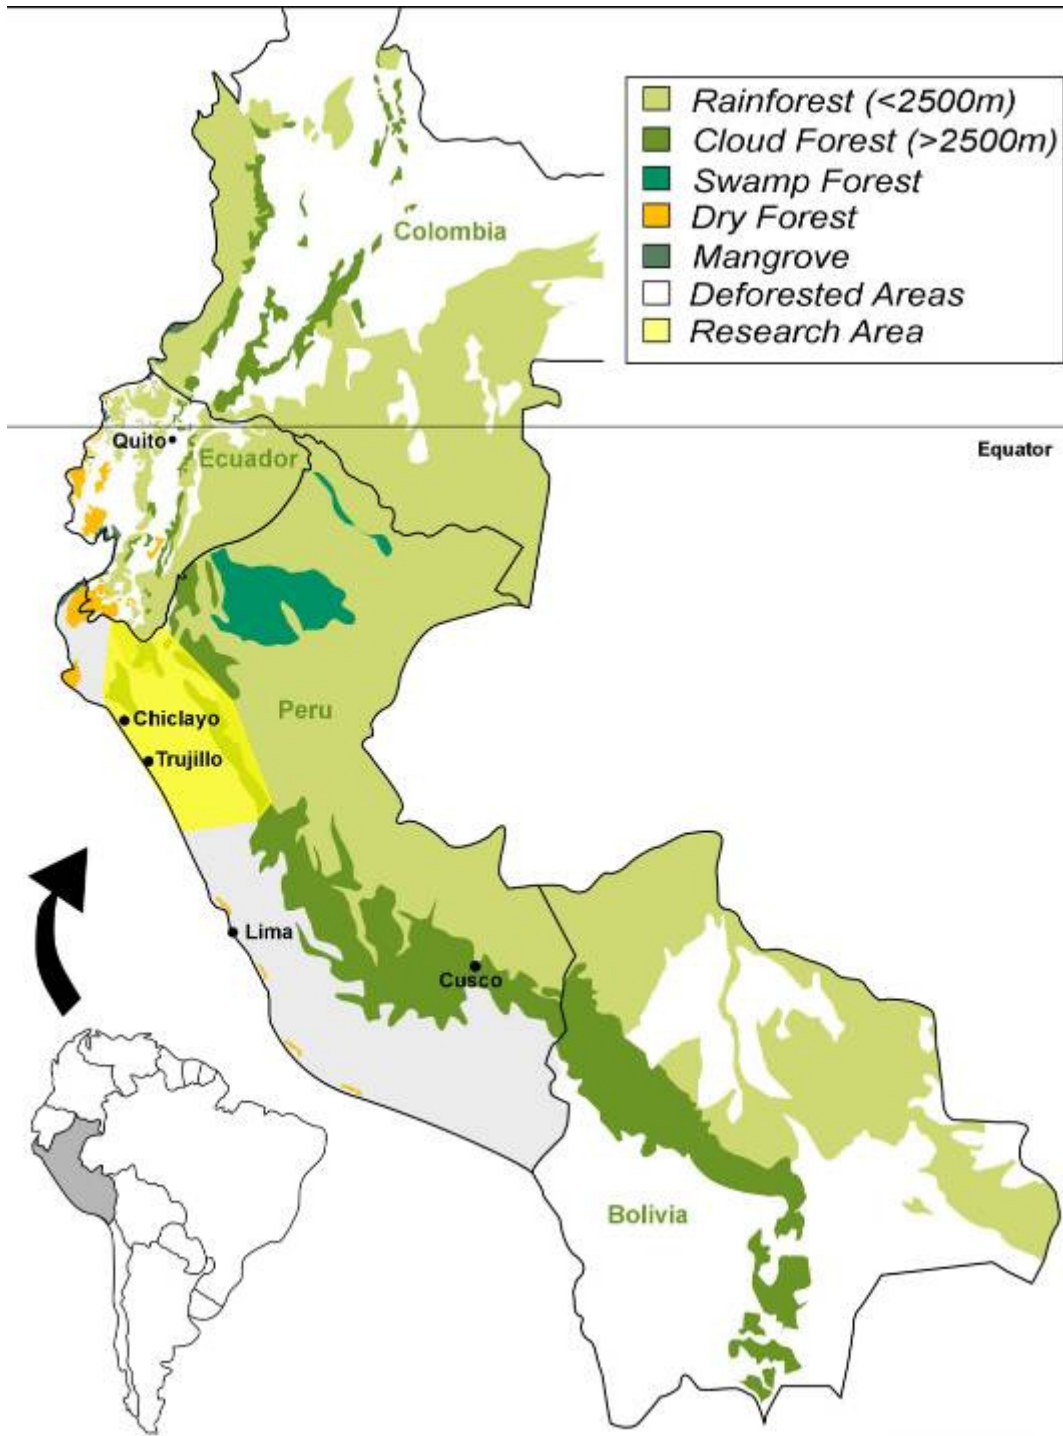 Rainforest (<2500m)
Cloud Forest (>2500m)
Swamp Forest
Dry Forest
Mangrove
Deforested Areas
Research Area
Colombia
Quito
Ecuador
Equator
Peru
Chiclayo
Trujillo
Lima
Cusco
Bolivia